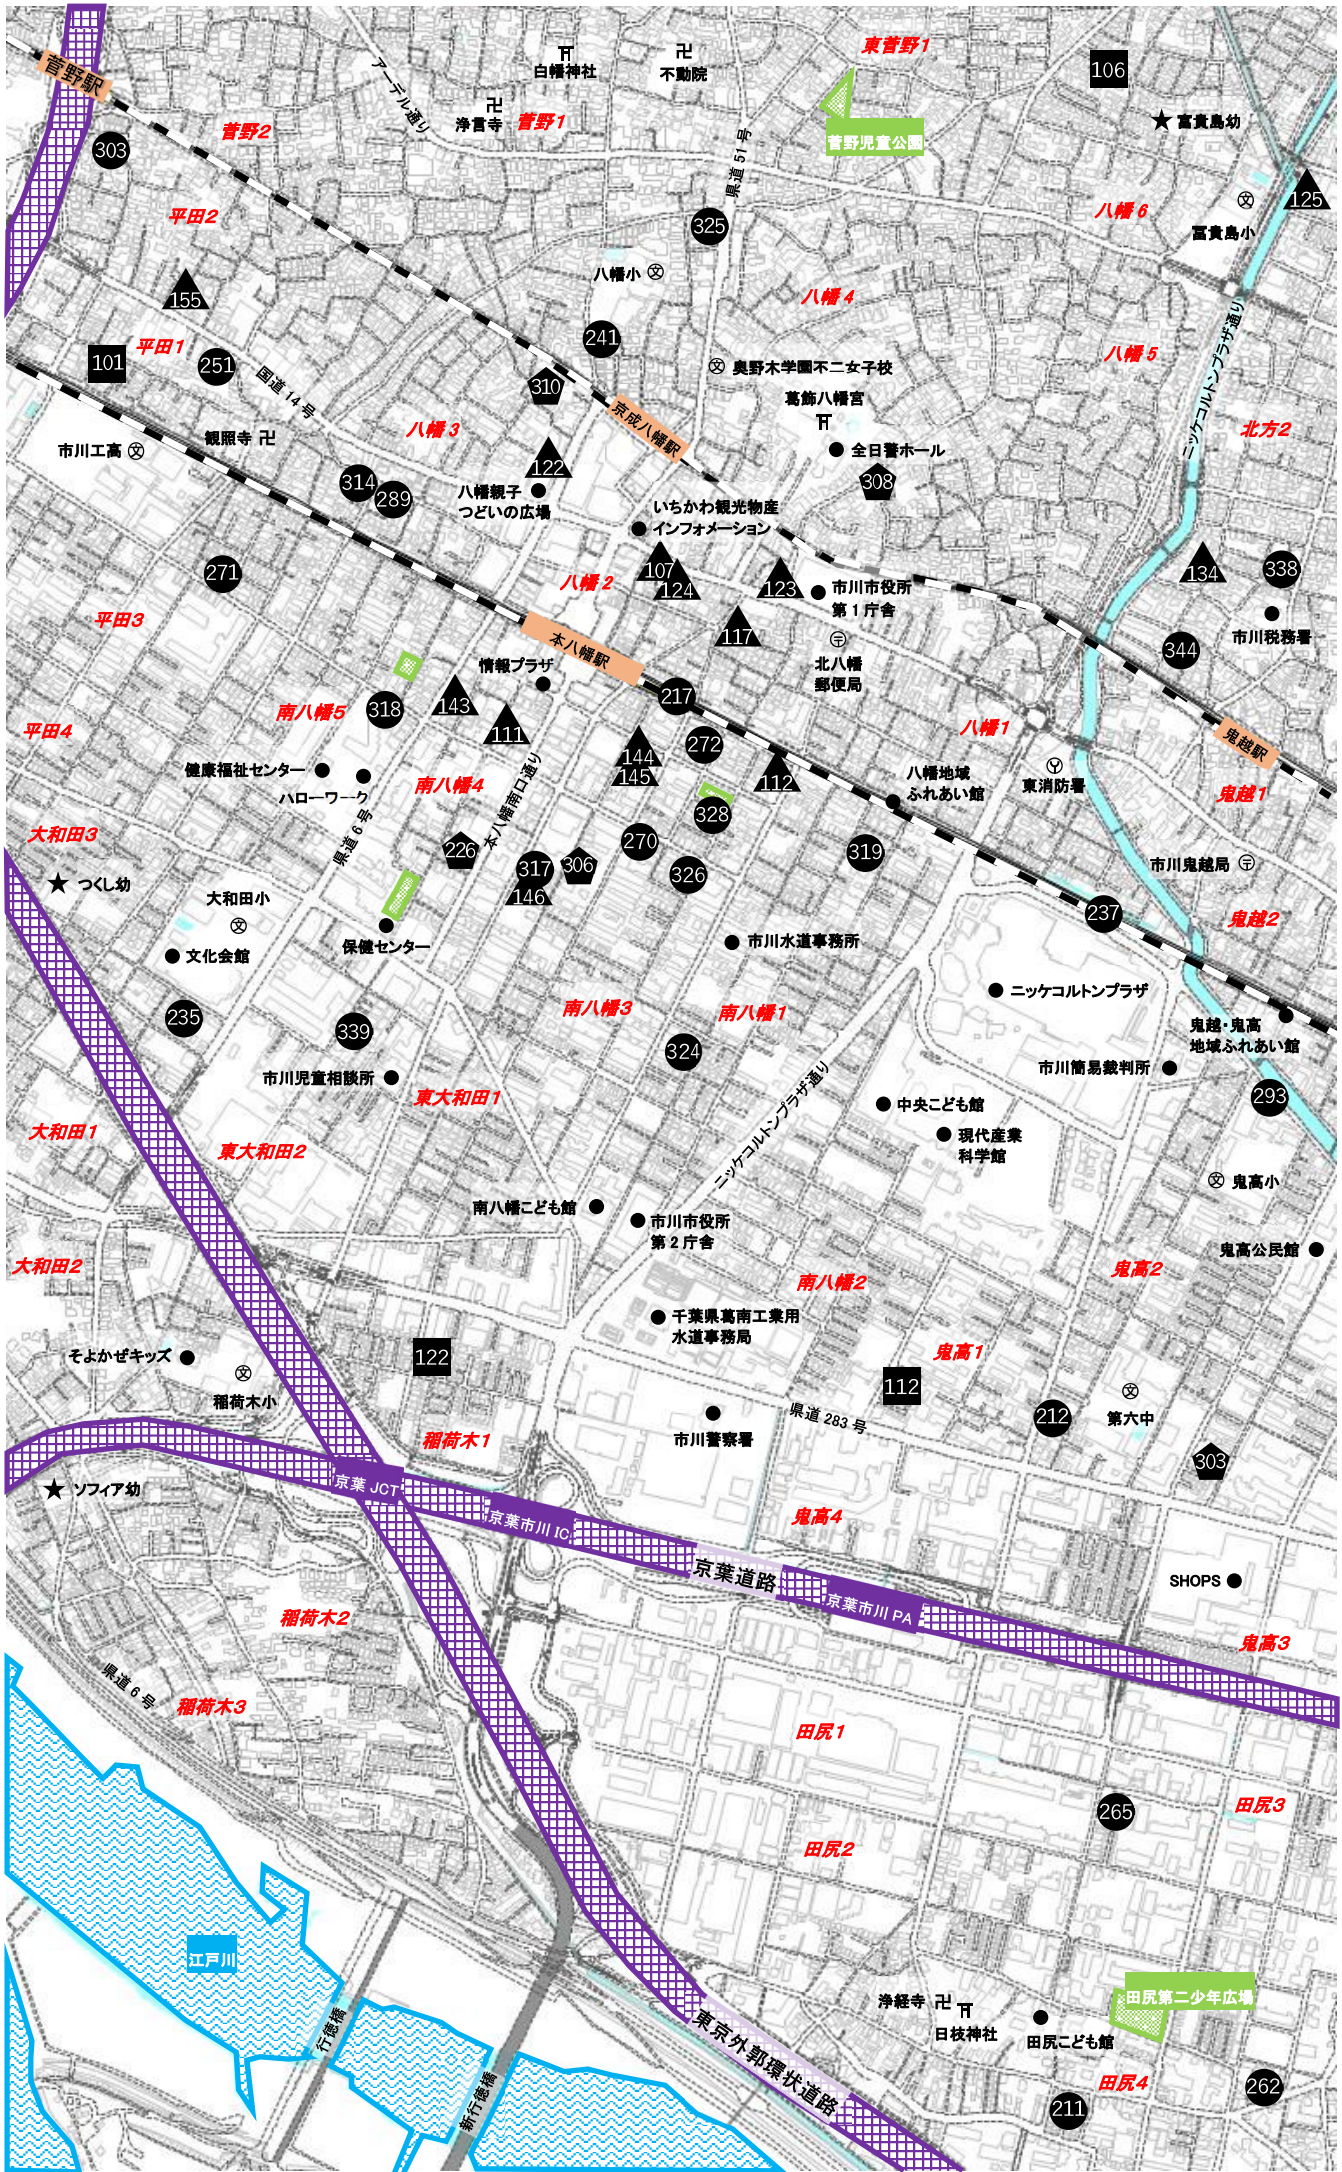 菅野駅
アーデル通り
白幡神社
不動院
東菅野1
106
浄言寺
菅野1
菅野2
303
県道 51 号
菅野児童公園
冨貴島幼
125
平田2
325
八幡6
冨貴島小
155
八幡小
八幡4
ニッケコルトンプラザ通り
平田1
101
251
241
奥野木学園不二女子校
八幡5
国道 14 号
310
京成八幡駅
葛飾八幡宮
市川工高
観照寺
八幡3
全日警ホール
北方2
122
314
289
八幡親子
つどいの広場
308
いちかわ観光物産
インフォメーション
271
八幡2
107
124
123
市川市役所
第1庁舎
134
338
平田3
117
市川税務署
本八幡駅
北八幡
郵便局
344
情報プラザ
143
217
南八幡5
318
平田4
111
144
145
272
八幡1
鬼越駅
健康福祉センター
ハローワーク
南八幡4
本八幡南口通り
112
八幡地域
ふれあい館
東消防署
鬼越1
328
大和田3
県道 6 号
226
270
319
市川鬼越局
317
306
326
146
つくし幼
大和田小
237
鬼越2
保健センター
文化会館
市川水道事務所
ニッケコルトンプラザ
235
339
南八幡3
南八幡1
鬼越・鬼高
地域ふれあい館
324
市川児童相談所
市川簡易裁判所
東大和田1
ニッケコルトンプラザ通り
中央こども館
293
大和田1
東大和田2
現代産業
科学館
鬼高小
南八幡こども館
市川市役所
第2庁舎
鬼高公民館
大和田2
南八幡2
鬼高2
千葉県葛南工業用
水道事務局
そよかぜキッズ
122
鬼高1
稲荷木小
112
212
第六中
県道 283 号
市川警察署
稲荷木1
303
ソフィア幼
京葉 JCT
京葉市川 IC
鬼高4
京葉道路
京葉市川 PA
SHOPS
稲荷木2
鬼高3
県道 6 号
稲荷木3
田尻1
265
田尻3
田尻2
江戸川
行徳橋
新行徳橋
浄経寺
日枝神社
田尻第二少年広場
田尻こども館
東京外郭環状道路
田尻4
211
262